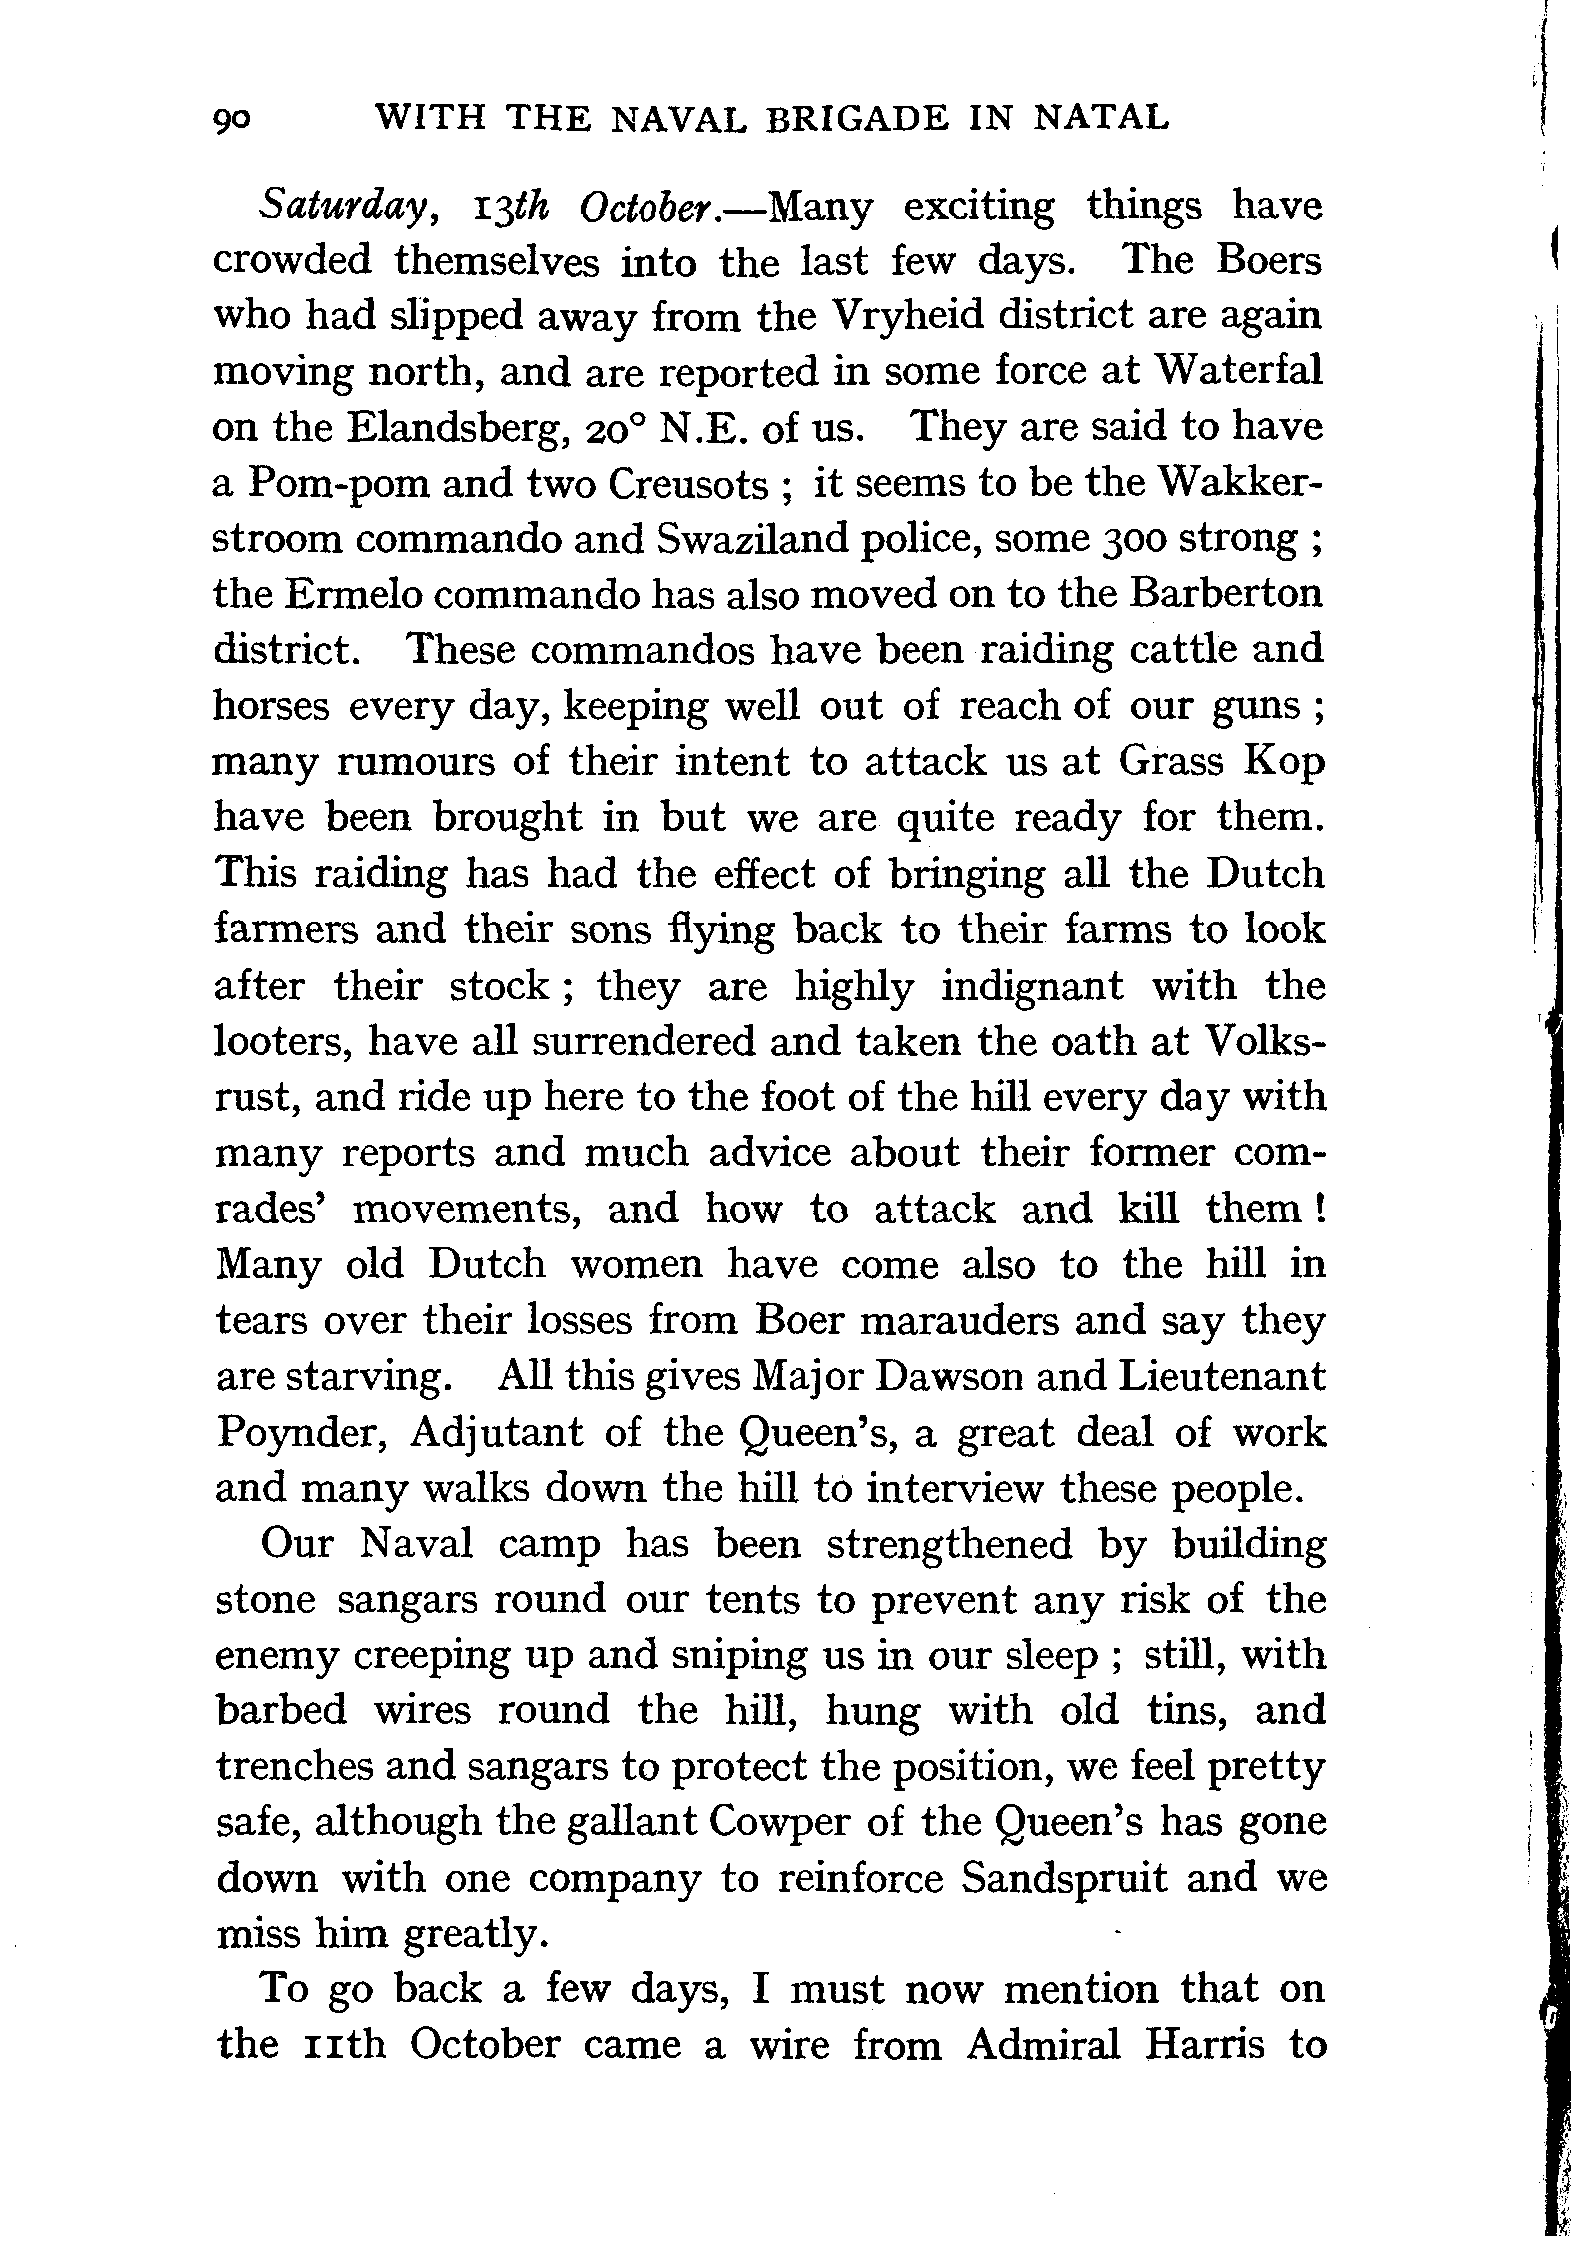 90 WITH THE NAVAL BRIGADE IN NATAL
Saturday, 13th October.—Many exciting things have
crowded themselves into the last few days. The Boers
who had slipped away from the Vryheid district are again
moving north, and are reported in some force at Waterfal
on the Elandsberg, 20° N.E. of us. They are said to have
a Pom-pom and two Creusots ; it seems to be the Wakker-
stroom commando and Swaziland police, some 300 strong ;
the Ermelo commando has also moved on to the Barberton
district. These commandos have been raiding cattle and
horses every day, keeping well out of reach of our guns ;
many rumours of their intent to attack us at Grass Kop
have been brought in but we are quite ready for them.
This raiding has had the effect of bringing all the Dutch
farmers and their sons flying back to their farms to look
after their stock ; they are highly indignant with the
looters, have all surrendered and taken the oath at Volks-
rust, and ride up here to the foot of the hill every day with
many reports and much advice about their former com-
rades' movements, and how to attack and kill them !
Many old Dutch women have come also to the hill in
tears over their losses from Boer marauders and say they
are starving. All this gives Major Dawson and Lieutenant
Poynder, Adjutant of the Queen's, a great deal of work
and many walks down the hill to interview these people.
Our Naval camp has been strengthened by building
stone sangars round our tents to prevent any risk of the
enemy creeping up and sniping us in our sleep ; still, with
barbed wires round the hill, hung with old tins, and
trenches and sangars to protect the position, we feel pretty
safe, although the gallant Cowper of the Queen's has gone
down with one company to reinforce Sandspruit and we
miss him greatly.
To go back a few days, I must now mention that on
the 11th October came a wire from Admiral Harris to